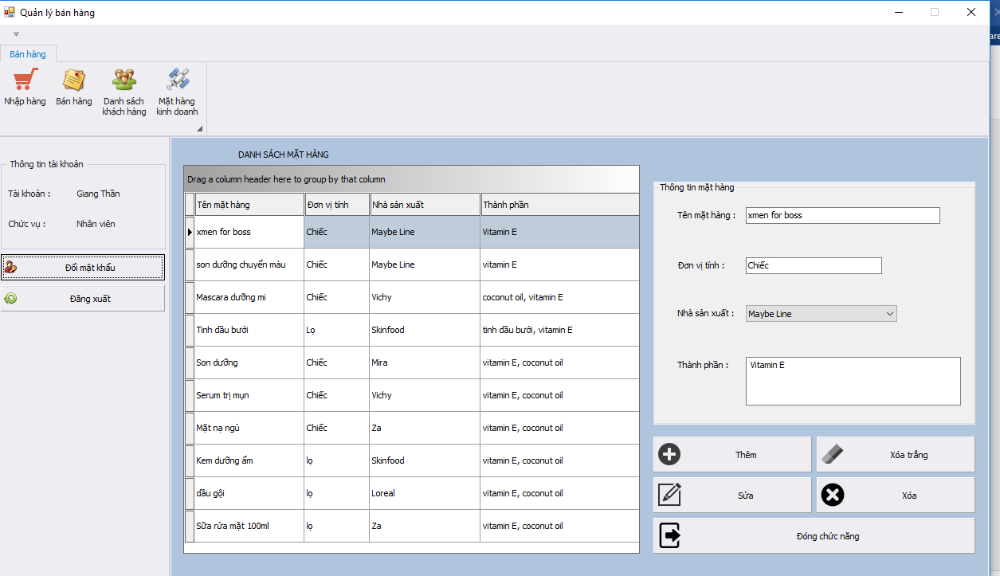 Quản lý bán hàng
Bán hàng
Nhập hàng
Bán hàng
Danh sách
khách hàng
Mặt hàng
kinh doanh
Thông tin tài khoản
Tài khoản : Giang Thần
Chức vụ : Nhân viên
Đổi mật khẩu
Đăng xuất
DANH SÁCH MẶT HÀNG
Drag a column header here to group by that column
Tên mặt hàng Đơn vị tính Nhà sản xuất Thành phần
xmen for boss Chiếc Maybe Line Vitamin E
son dưỡng chuyển màu Chiếc Maybe Line vitamin E
Mascara dưỡng mi Chiếc Vichy coconut oil, vitamin E
Tinh dầu bưởi Lọ Skinfood tinh dầu bưởi, vitamin E
Son dưỡng Chiếc Mira vitamin E, coconut oil
Serum trị mụn Chiếc Vichy vitamin E, coconut oil
Mặt nạ ngủ Chiếc Za vitamin E, coconut oil
Kem dưỡng ẩm lọ Skinfood vitamin E, coconut oil
dầu gội lọ Loreal vitamin E, coconut oil
Sữa rửa mặt 100ml lọ Za vitamin E, coconut oil
Thông tin mặt hàng
Tên mặt hàng : xmen for boss
Đơn vị tính : Chiếc
Nhà sản xuất : Maybe Line
Thành phần : Vitamin E
Thêm
Xóa trắng
Sửa
Xóa
Đóng chức năng